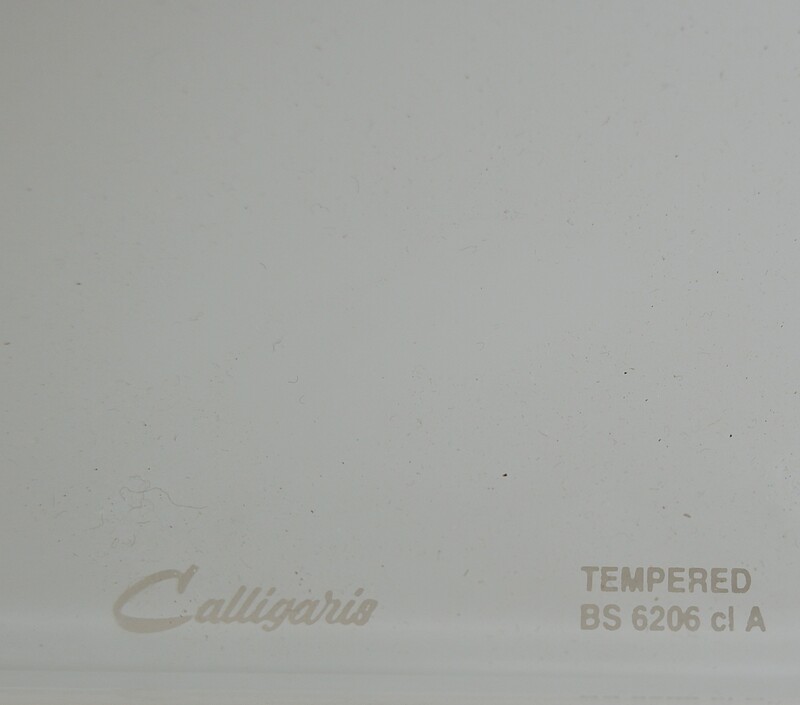 Calligaris
TEMPERED
BS 6206 cl A